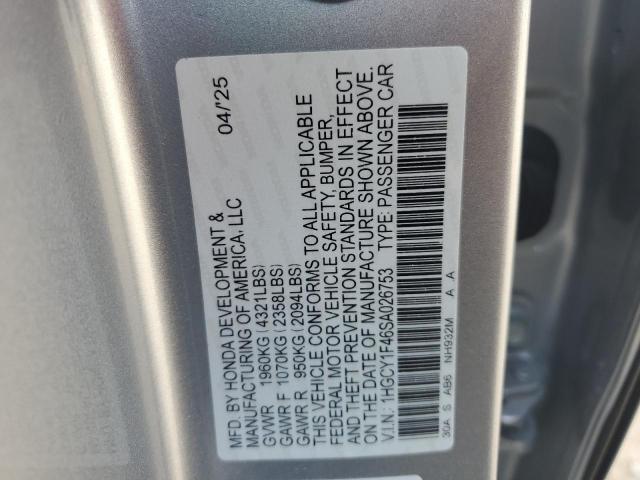 MFD. BY HONDA DEVELOPMENT & 04/'25
MANUFACTURING OF AMERICA, LLC
GVWR 1960KG (4321LBS)
GAWR F 1070KG (2358LBS)
GAWR R 950KG (2094LBS)
THIS VEHICLE CONFORMS TO ALL APPLICABLE
FEDERAL MOTOR VEHICLE SAFETY, BUMPER,
AND THEFT PREVENTION STANDARDS IN EFFECT
ON THE DATE OF MANUFACTURE SHOWN ABOVE.
V.I.N.: 1HGCY1F46SA026753 TYPE: PASSENGER CAR
30A S AB6 NH932M A A